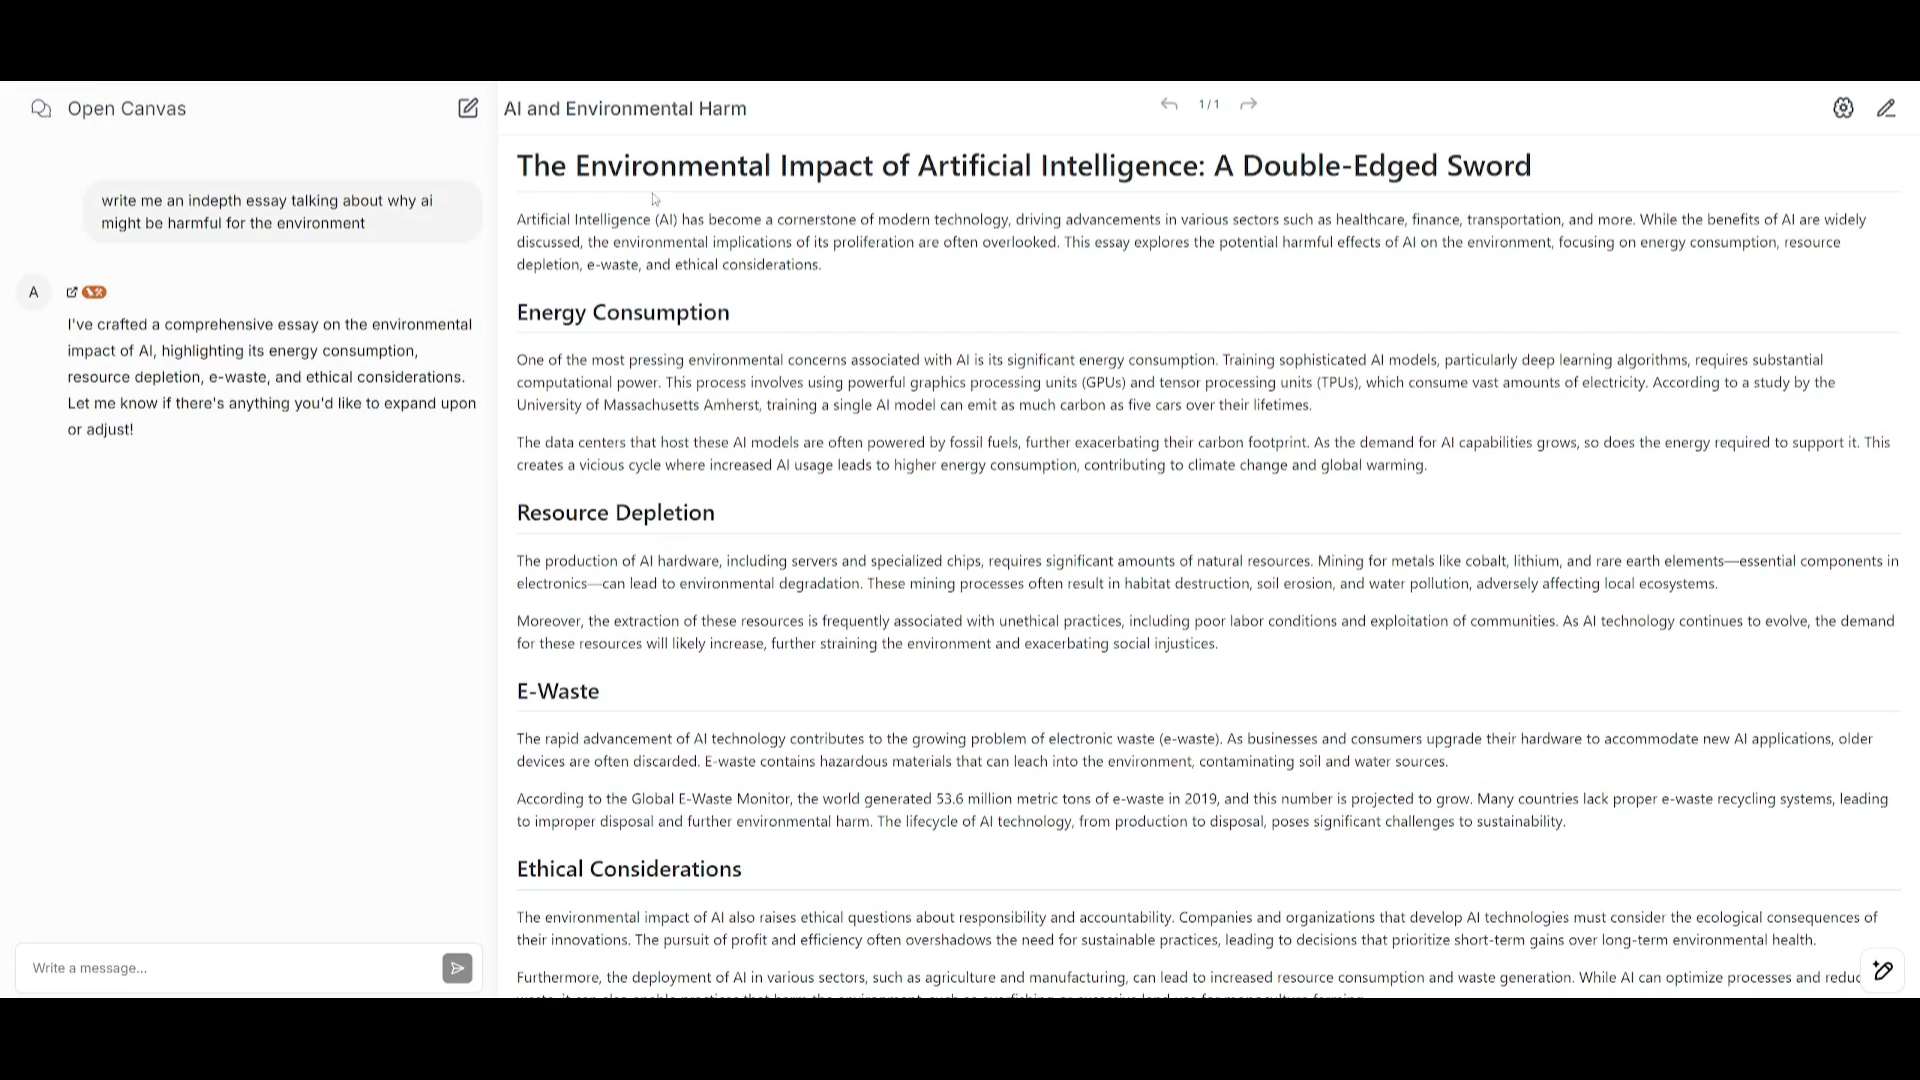 Open Canvas
write me an indepth essay talking about why ai
might be harmful for the environment
A
I've crafted a comprehensive essay on the environmental
impact of AI, highlighting its energy consumption,
resource depletion, e-waste, and ethical considerations.
Let me know if there's anything you'd like to expand upon
or adjust!
Write a message...
AI and Environmental Harm
1/1
The Environmental Impact of Artificial Intelligence: A Double-Edged Sword
Artificial Intelligence (AI) has become a cornerstone of modern technology, driving advancements in various sectors such as healthcare, finance, transportation, and more. While the benefits of AI are widely
discussed, the environmental implications of its proliferation are often overlooked. This essay explores the potential harmful effects of AI on the environment, focusing on energy consumption, resource
depletion, e-waste, and ethical considerations.
Energy Consumption
One of the most pressing environmental concerns associated with AI is its significant energy consumption. Training sophisticated AI models, particularly deep learning algorithms, requires substantial
computational power. This process involves using powerful graphics processing units (GPUs) and tensor processing units (TPUs), which consume vast amounts of electricity. According to a study by the
University of Massachusetts Amherst, training a single AI model can emit as much carbon as five cars over their lifetimes.
The data centers that host these AI models are often powered by fossil fuels, further exacerbating their carbon footprint. As the demand for AI capabilities grows, so does the energy required to support it. This
creates a vicious cycle where increased AI usage leads to higher energy consumption, contributing to climate change and global warming.
Resource Depletion
The production of AI hardware, including servers and specialized chips, requires significant amounts of natural resources. Mining for metals like cobalt, lithium, and rare earth elements—essential components in
electronics—can lead to environmental degradation. These mining processes often result in habitat destruction, soil erosion, and water pollution, adversely affecting local ecosystems.
Moreover, the extraction of these resources is frequently associated with unethical practices, including poor labor conditions and exploitation of communities. As AI technology continues to evolve, the demand
for these resources will likely increase, further straining the environment and exacerbating social injustices.
E-Waste
The rapid advancement of AI technology contributes to the growing problem of electronic waste (e-waste). As businesses and consumers upgrade their hardware to accommodate new AI applications, older
devices are often discarded. E-waste contains hazardous materials that can leach into the environment, contaminating soil and water sources.
According to the Global E-Waste Monitor, the world generated 53.6 million metric tons of e-waste in 2019, and this number is projected to grow. Many countries lack proper e-waste recycling systems, leading
to improper disposal and further environmental harm. The lifecycle of AI technology, from production to disposal, poses significant challenges to sustainability.
Ethical Considerations
The environmental impact of AI also raises ethical questions about responsibility and accountability. Companies and organizations that develop AI technologies must consider the ecological consequences of
their innovations. The pursuit of profit and efficiency often overshadows the need for sustainable practices, leading to decisions that prioritize short-term gains over long-term environmental health.
Furthermore, the deployment of AI in various sectors, such as agriculture and manufacturing, can lead to increased resource consumption and waste generation. While AI can optimize processes and reduc